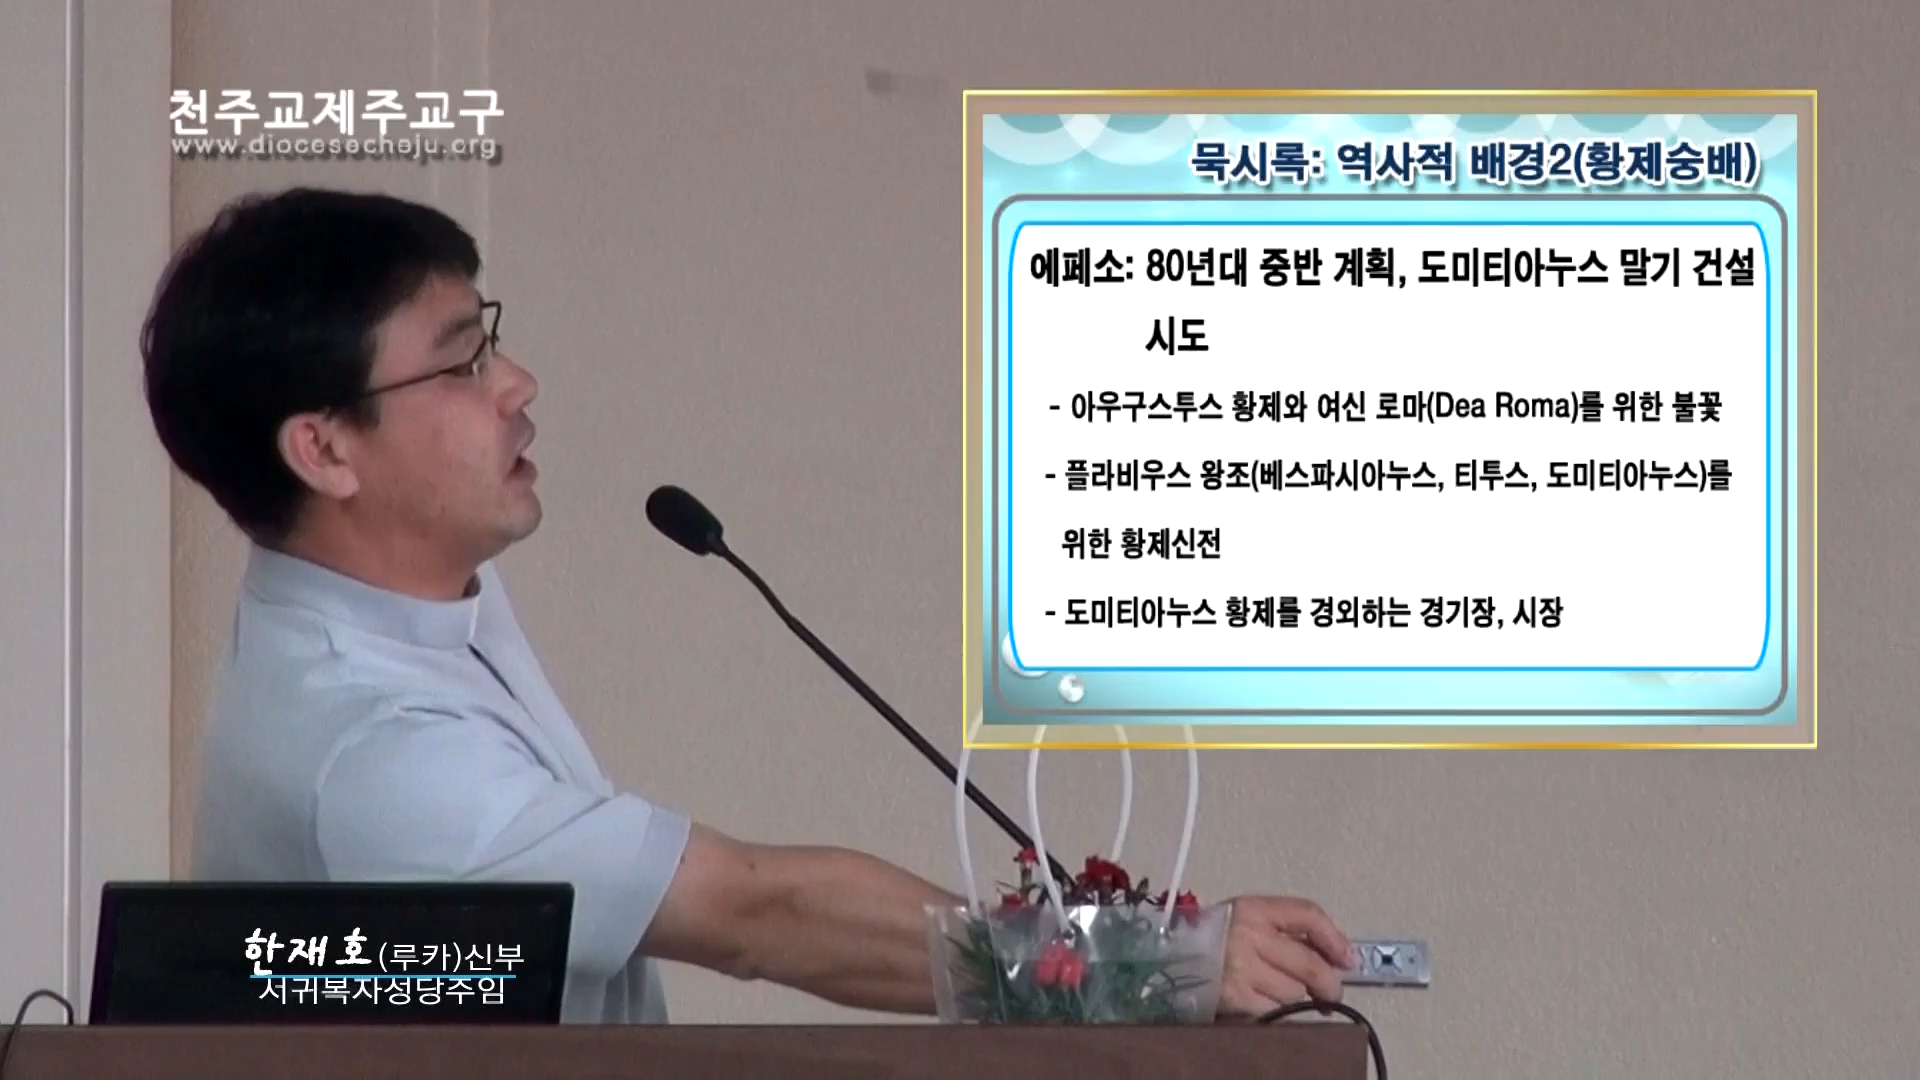 천주교제주교구
www.diocesecheju.org
묵시록: 역사적 배경2(황제숭배)
에페소: 80년대 중반 계획, 도미티아누스 말기 건설
시도
- 아우구스투스 황제와 여신 로마(Dea Roma)를 위한 불꽃
- 플라비우스 왕조(베스파시아누스, 티투스, 도미티아누스)를
위한 황제신전
- 도미티아누스 황제를 경외하는 경기장, 시장
한재호(루카)신부
서귀복자성당주임